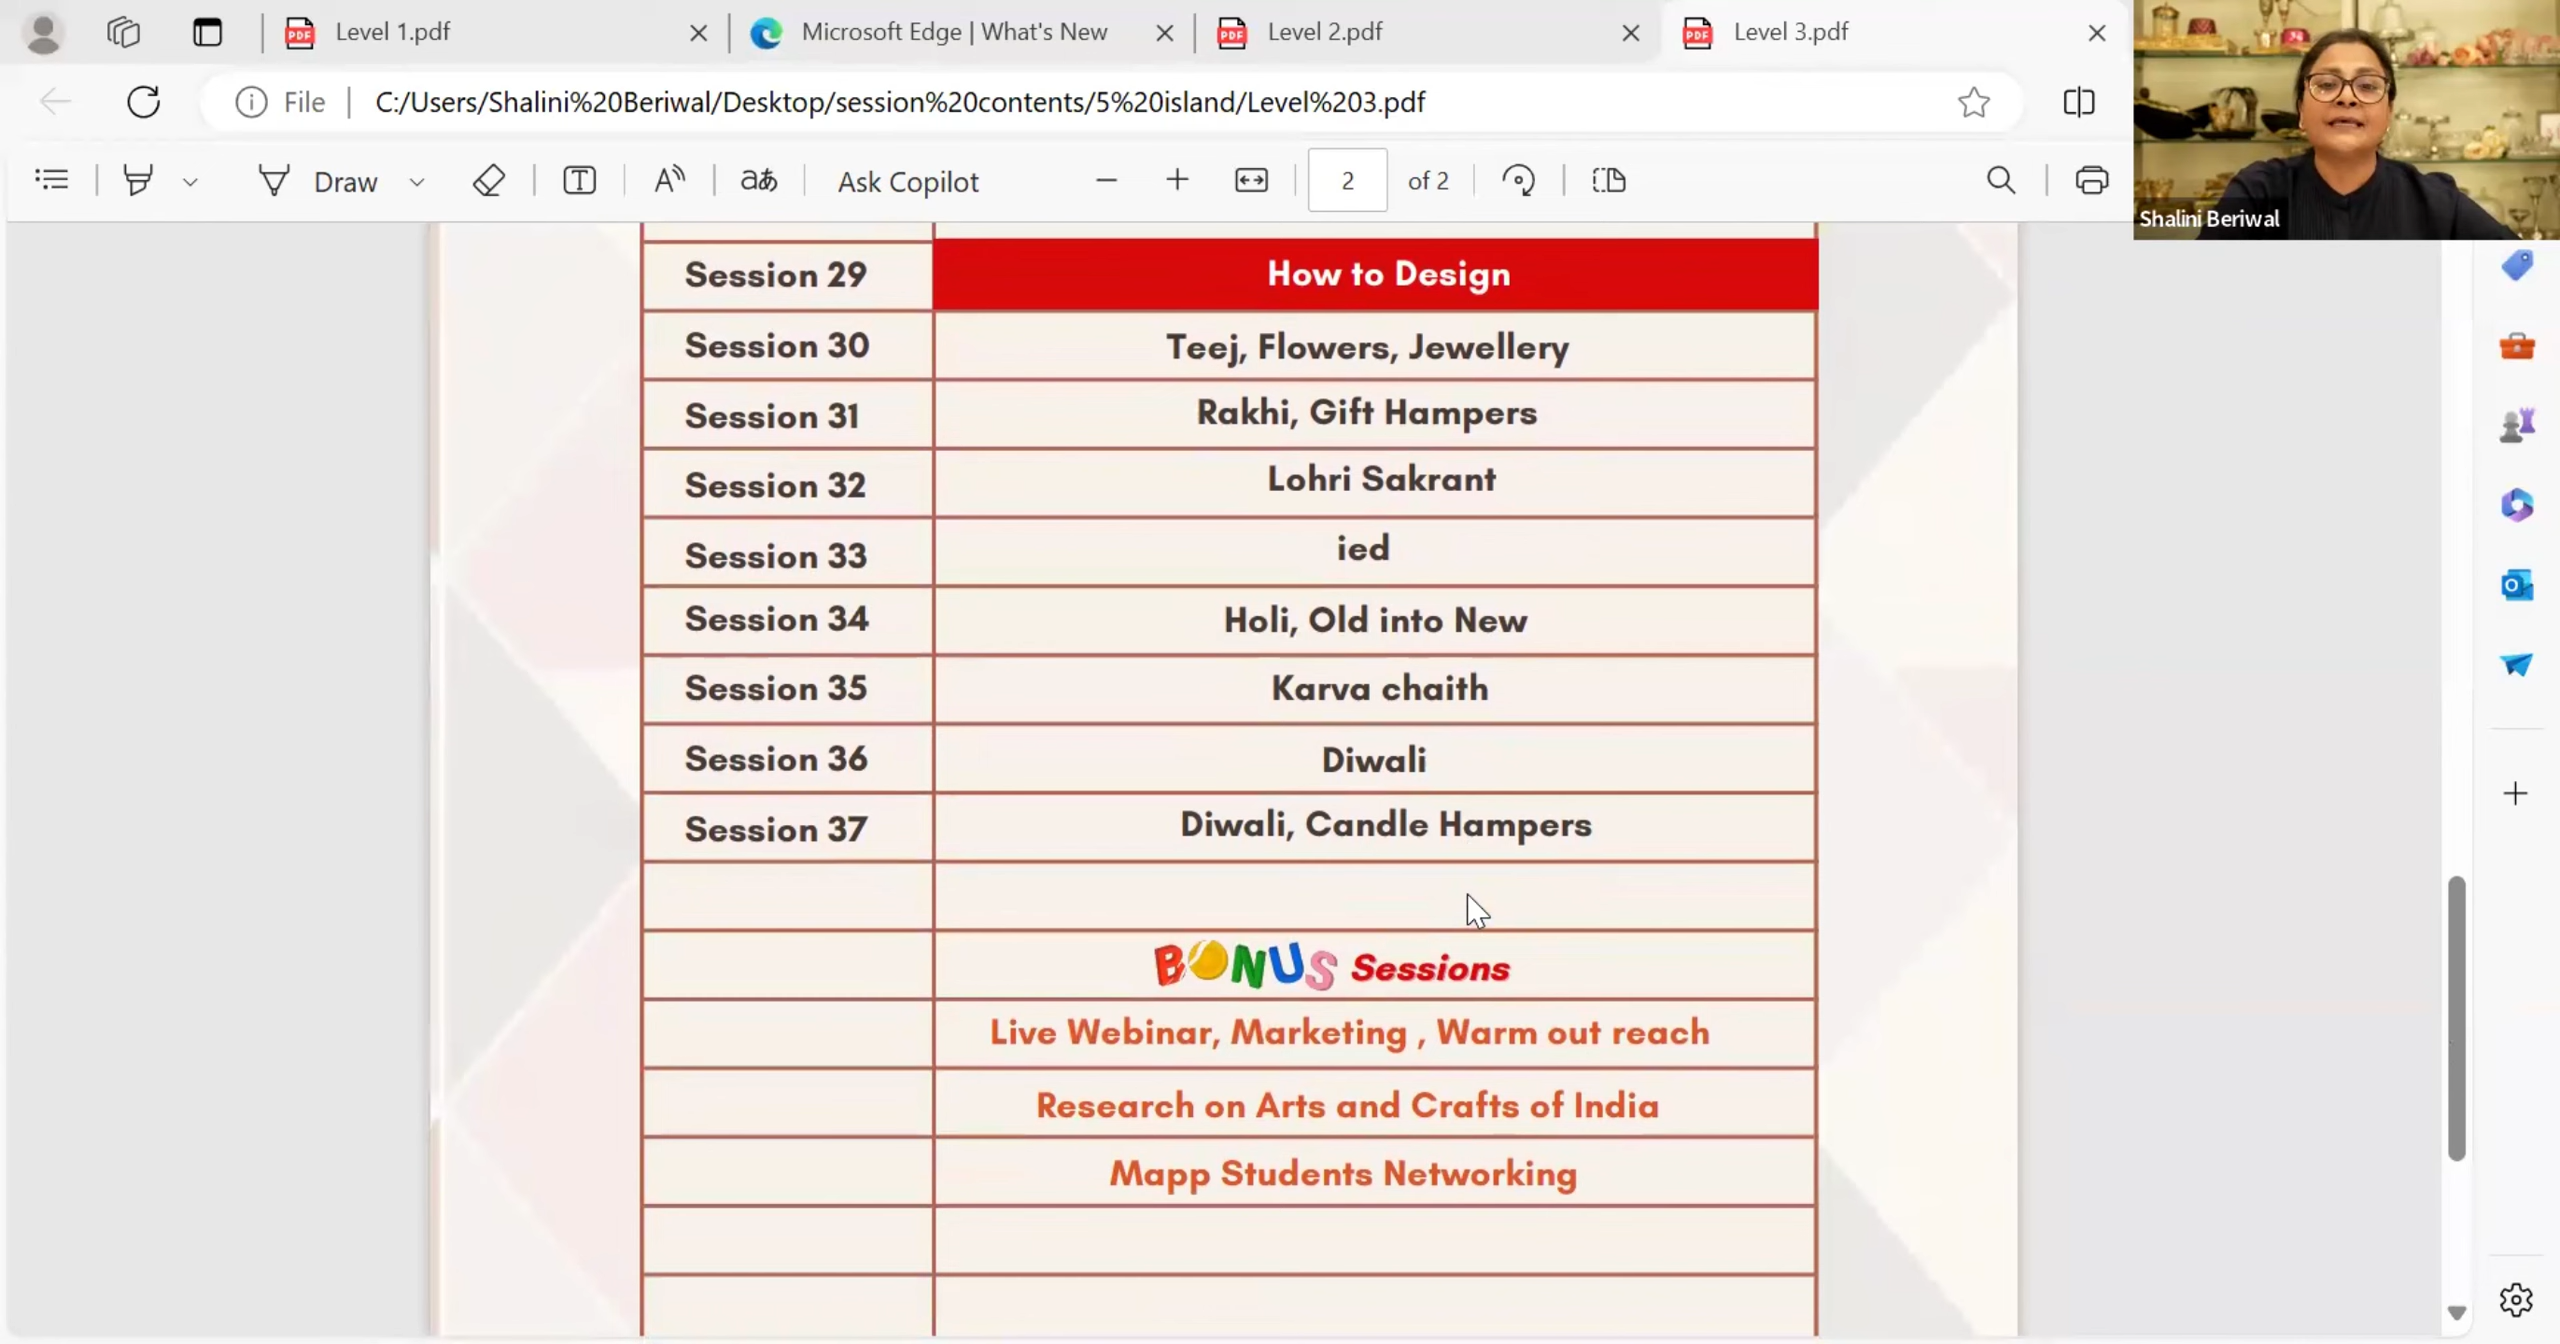 Level 1.pdf
Microsoft Edge | What's New
Level 2.pdf
Level 3.pdf
File
C:/Users/Shalini%20Beriwal/Desktop/session%20contents/5%20island/Level%203.pdf
Draw
Ask Copilot
2 of 2
Shalini Beriwal
Session 29 How to Design
Session 30 Teej, Flowers, Jewellery
Session 31 Rakhi, Gift Hampers
Session 32 Lohri Sakrant
Session 33 ied
Session 34 Holi, Old into New
Session 35 Karva chaith
Session 36 Diwali
Session 37 Diwali, Candle Hampers
BONUS Sessions
Live Webinar, Marketing , Warm out reach
Research on Arts and Crafts of India
Mapp Students Networking